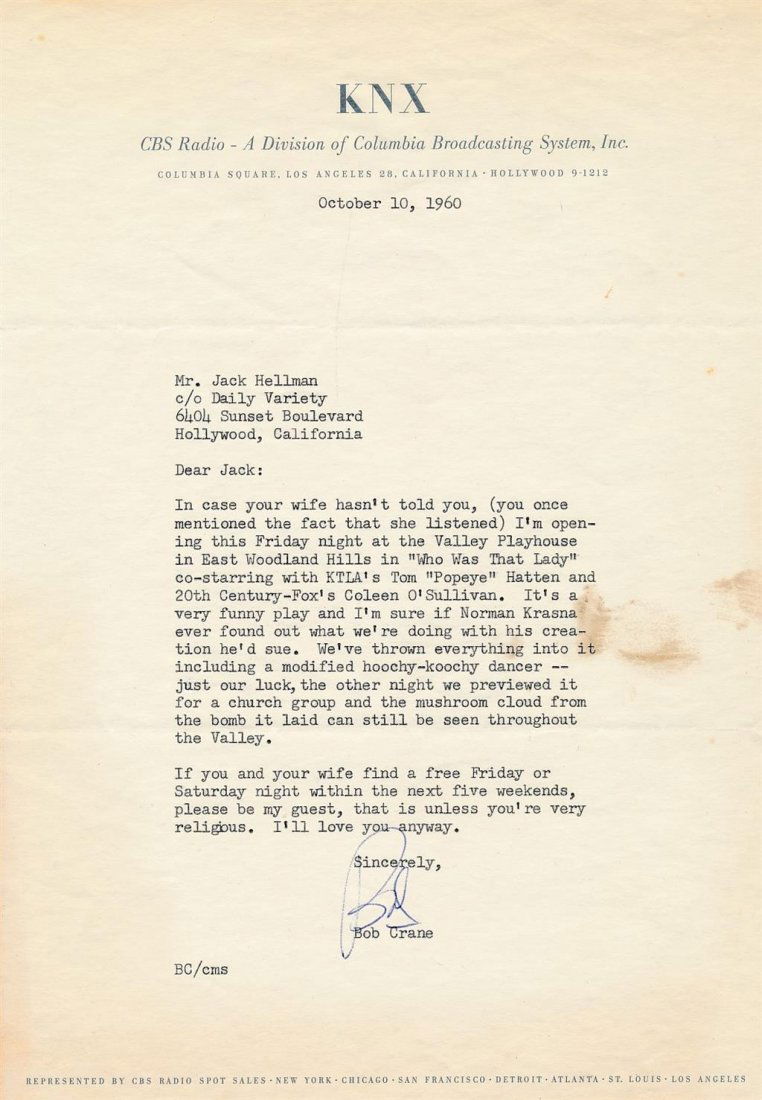 KNX
CBS Radio - A Division of Columbia Broadcasting System, Inc.
COLUMBIA SQUARE, LOS ANGELES 28, CALIFORNIA · HOLLYWOOD 9-1212
October 10, 1960
Mr. Jack Hellman
c/o Daily Variety
6404 Sunset Boulevard
Hollywood, California
Dear Jack:
In case your wife hasn't told you, (you once
mentioned the fact that she listened) I'm open-
ing this Friday night at the Valley Playhouse
in East Woodland Hills in "Who Was That Lady"
co-starring with KTLA's Tom "Popeye" Hatten and
20th Century-Fox's Coleen O'Sullivan.  It's a
very funny play and I'm sure if Norman Krasna
ever found out what we're doing with his crea-
tion he'd sue.  We've thrown everything into it
including a modified hoochy-koochy dancer --
just our luck, the other night we previewed it
for a church group and the mushroom cloud from
the bomb it laid can still be seen throughout
the Valley.
If you and your wife find a free Friday or
Saturday night within the next five weekends,
please be my guest, that is unless you're very
religious.  I'll love you anyway.
Sincerely,
Bob
Bob Crane
BC/cms
REPRESENTED BY CBS RADIO SPOT SALES · NEW YORK · CHICAGO · SAN FRANCISCO · DETROIT · ATLANTA · ST. LOUIS · LOS ANGELES